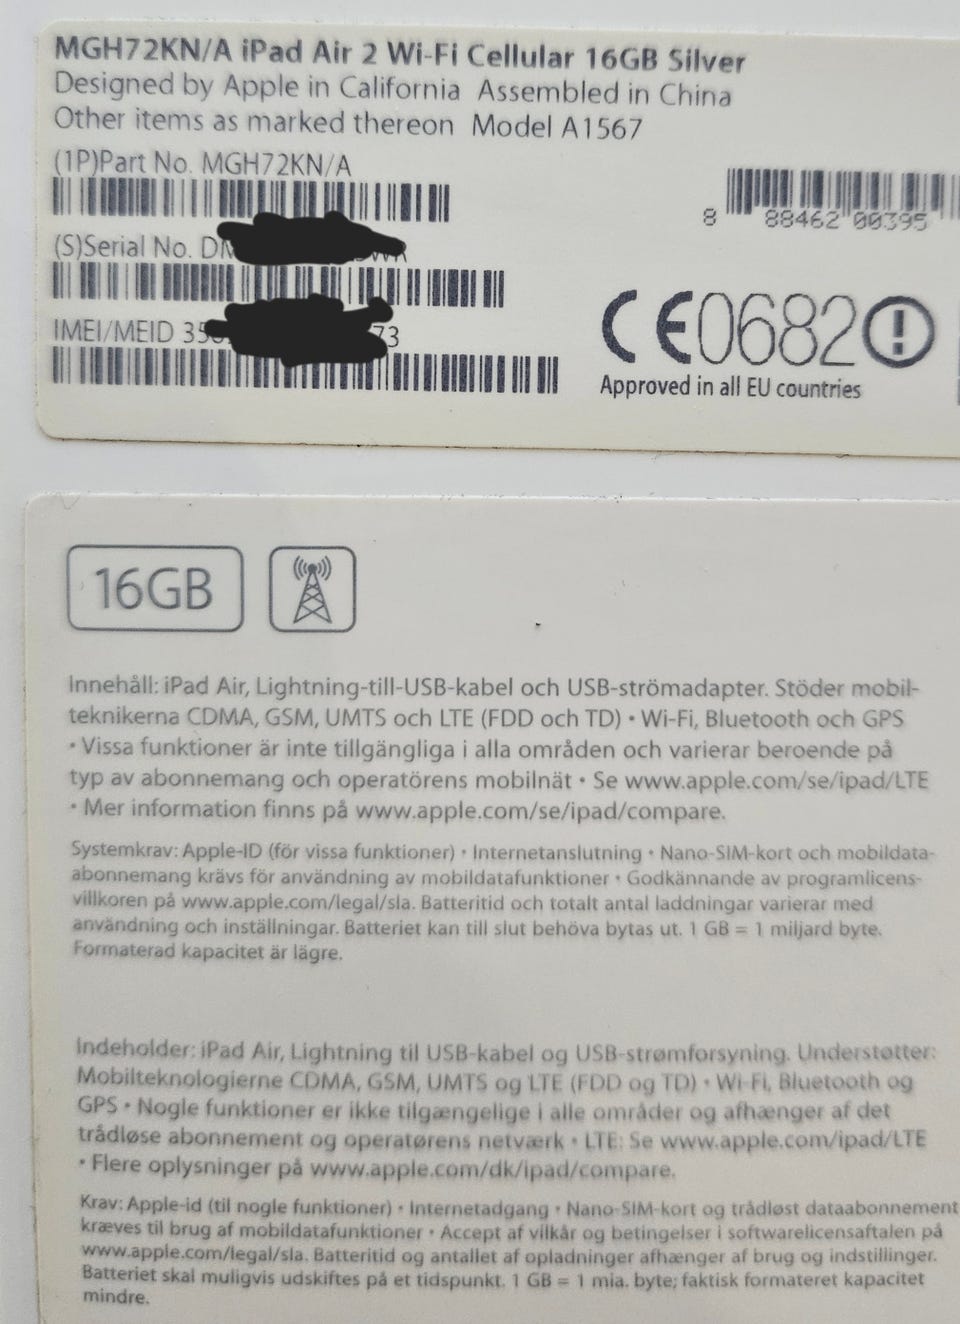 MGH72KN/A iPad Air 2 Wi-Fi Cellular 16GB Silver
Designed by Apple in California Assembled in China
Other items as marked thereon Model A1567
(1P)Part No. MGH72KN/A
(S)Serial No.
IMEI/MEID 73
8 88462 00395
CE0682
Approved in all EU countries
16GB
Innehåll: iPad Air, Lightning-till-USB-kabel och USB-strömadapter. Stöder mobil-
teknikerna CDMA, GSM, UMTS och LTE (FDD och TD) • Wi-Fi, Bluetooth och GPS
• Vissa funktioner är inte tillgängliga i alla områden och varierar beroende på
typ av abonnemang och operatörens mobilnät • Se www.apple.com/se/ipad/LTE
• Mer information finns på www.apple.com/se/ipad/compare.
Systemkrav: Apple-ID (för vissa funktioner) • Internetanslutning • Nano-SIM-kort och mobildata-
abonnemang krävs för användning av mobildatafunktioner • Godkännande av programlicens-
villkoren på www.apple.com/legal/sla. Batteritid och totalt antal laddningar varierar med
användning och inställningar. Batteriet kan till slut behöva bytas ut. 1 GB = 1 miljard byte.
Formaterad kapacitet är lägre.
Indeholder: iPad Air, Lightning til USB-kabel og USB-strømforsyning. Understøtter:
Mobilteknologierne CDMA, GSM, UMTS og LTE (FDD og TD) • Wi-Fi, Bluetooth og
GPS • Nogle funktioner er ikke tilgængelige i alle områder og afhænger af det
trådløse abonnement og operatørens netværk • LTE: Se www.apple.com/ipad/LTE
• Flere oplysninger på www.apple.com/dk/ipad/compare.
Krav: Apple-id (til nogle funktioner) • Internetadgang • Nano-SIM-kort og trådløst dataabonnement
kræves til brug af mobildatafunktioner • Accept af vilkår og betingelser i softwarelicensaftalen på
www.apple.com/legal/sla. Batteritid og antallet af opladninger afhænger af brug og indstillinger.
Batteriet skal muligvis udskiftes på et tidspunkt. 1 GB = 1 mia. byte; faktisk formateret kapacitet
mindre.